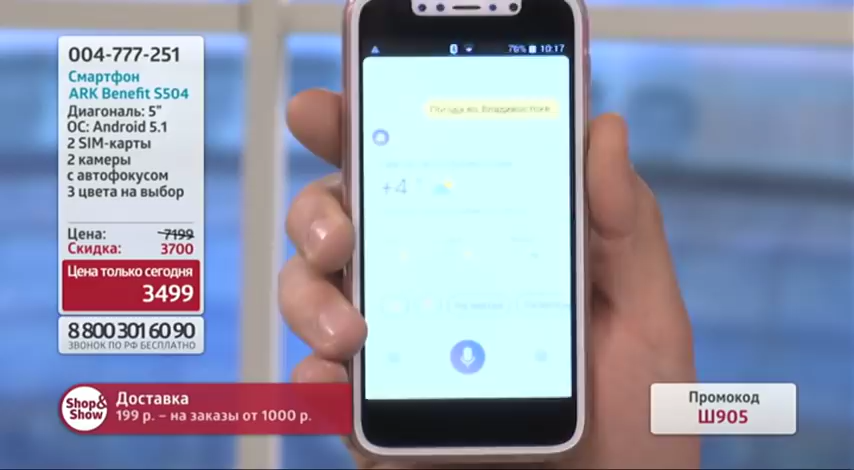 004-777-251
Смартфон
ARK Benefit S504
Диагональ: 5"
ОС: Android 5.1
2 SIM-карты
2 камеры
с автофокусом
3 цвета на выбор
Цена: 7199
Скидка: 3700
Цена только сегодня
3499
8 800 301 60 90
ЗВОНОК ПО РФ БЕСПЛАТНО
76% 10:17
Погода во Владивостоке
+4
Shop&
Show
Доставка
199 р. – на заказы от 1000 р.
Промокод
Ш905